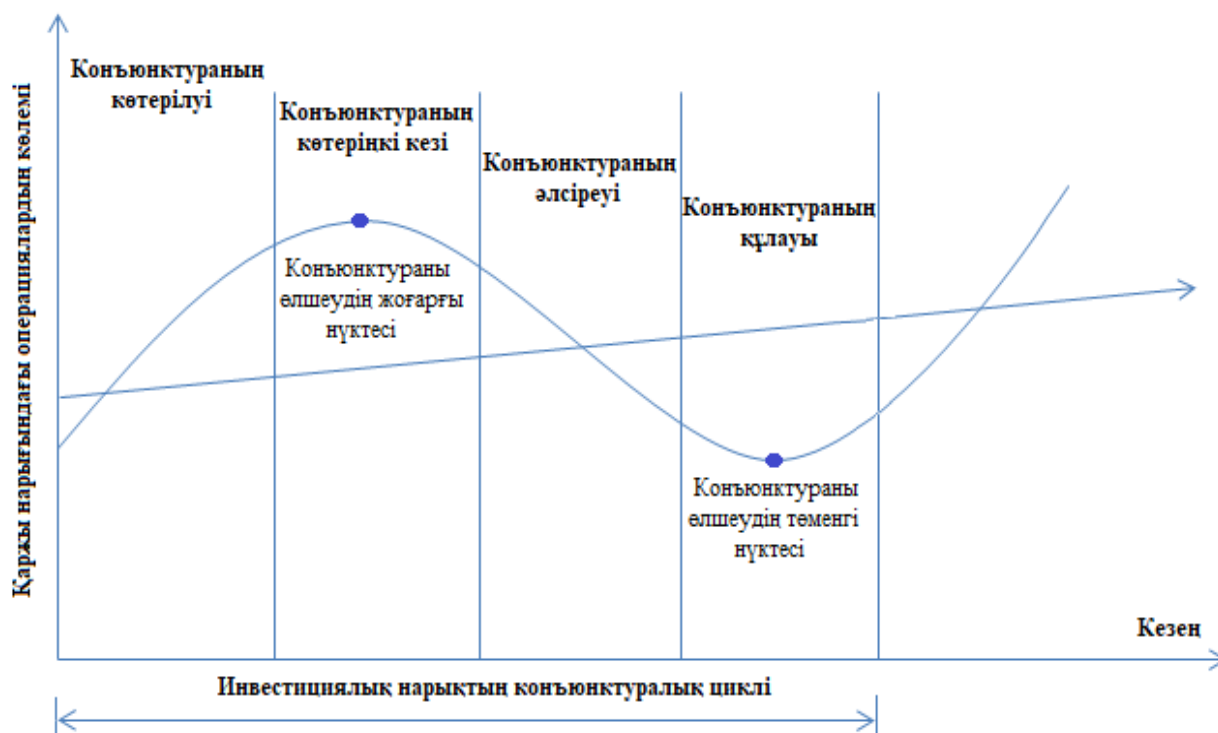 Қаржы нарығындағы операциялардың көлемі
Конъюнктураның
көтерілуі
Конъюнктураның
көтеріңкі кезі
Конъюнктураның
әлсіреуі
Конъюнктураның
құлауы
Конъюнктураны
өлшеудің жоғарғы
нүктесі
Конъюнктураны
өлшеудің төменгі
нүктесі
Кезең
Инвестициялық нарықтың конъюнктуралық циклі